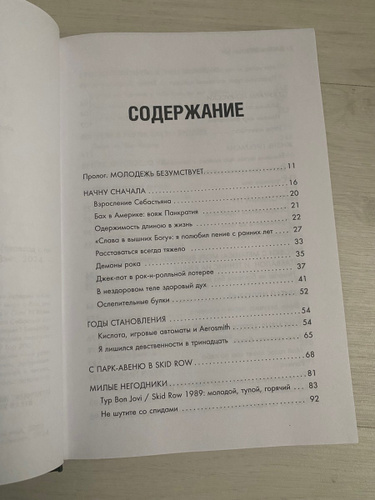 СОДЕРЖАНИЕ
Пролог. МОЛОДЕЖЬ БЕЗУМСТВУЕТ 11
НАЧНУ СНАЧАЛА 16
Взросление Себастьяна 20
Бах в Америке: вояж Панкратия 21
Одержимость длиною в жизнь 22
«Слава в вышних Богу»: я полюбил пение с ранних лет 27
Расставаться всегда тяжело 33
Демоны рока 35
Джек-пот в рок-н-ролльной лотерее 37
В нездоровом теле здоровый дух 41
Ослепительные булки 52
ГОДЫ СТАНОВЛЕНИЯ 54
Кислота, игровые автоматы и Aerosmith 54
Я лишился девственности в тринадцать 65
С ПАРК-АВЕНЮ В SKID ROW 68
МИЛЫЕ НЕГОДНИКИ 81
Тур Bon Jovi / Skid Row 1989: молодой, тупой, горячий 83
Не шутите со спидами 92